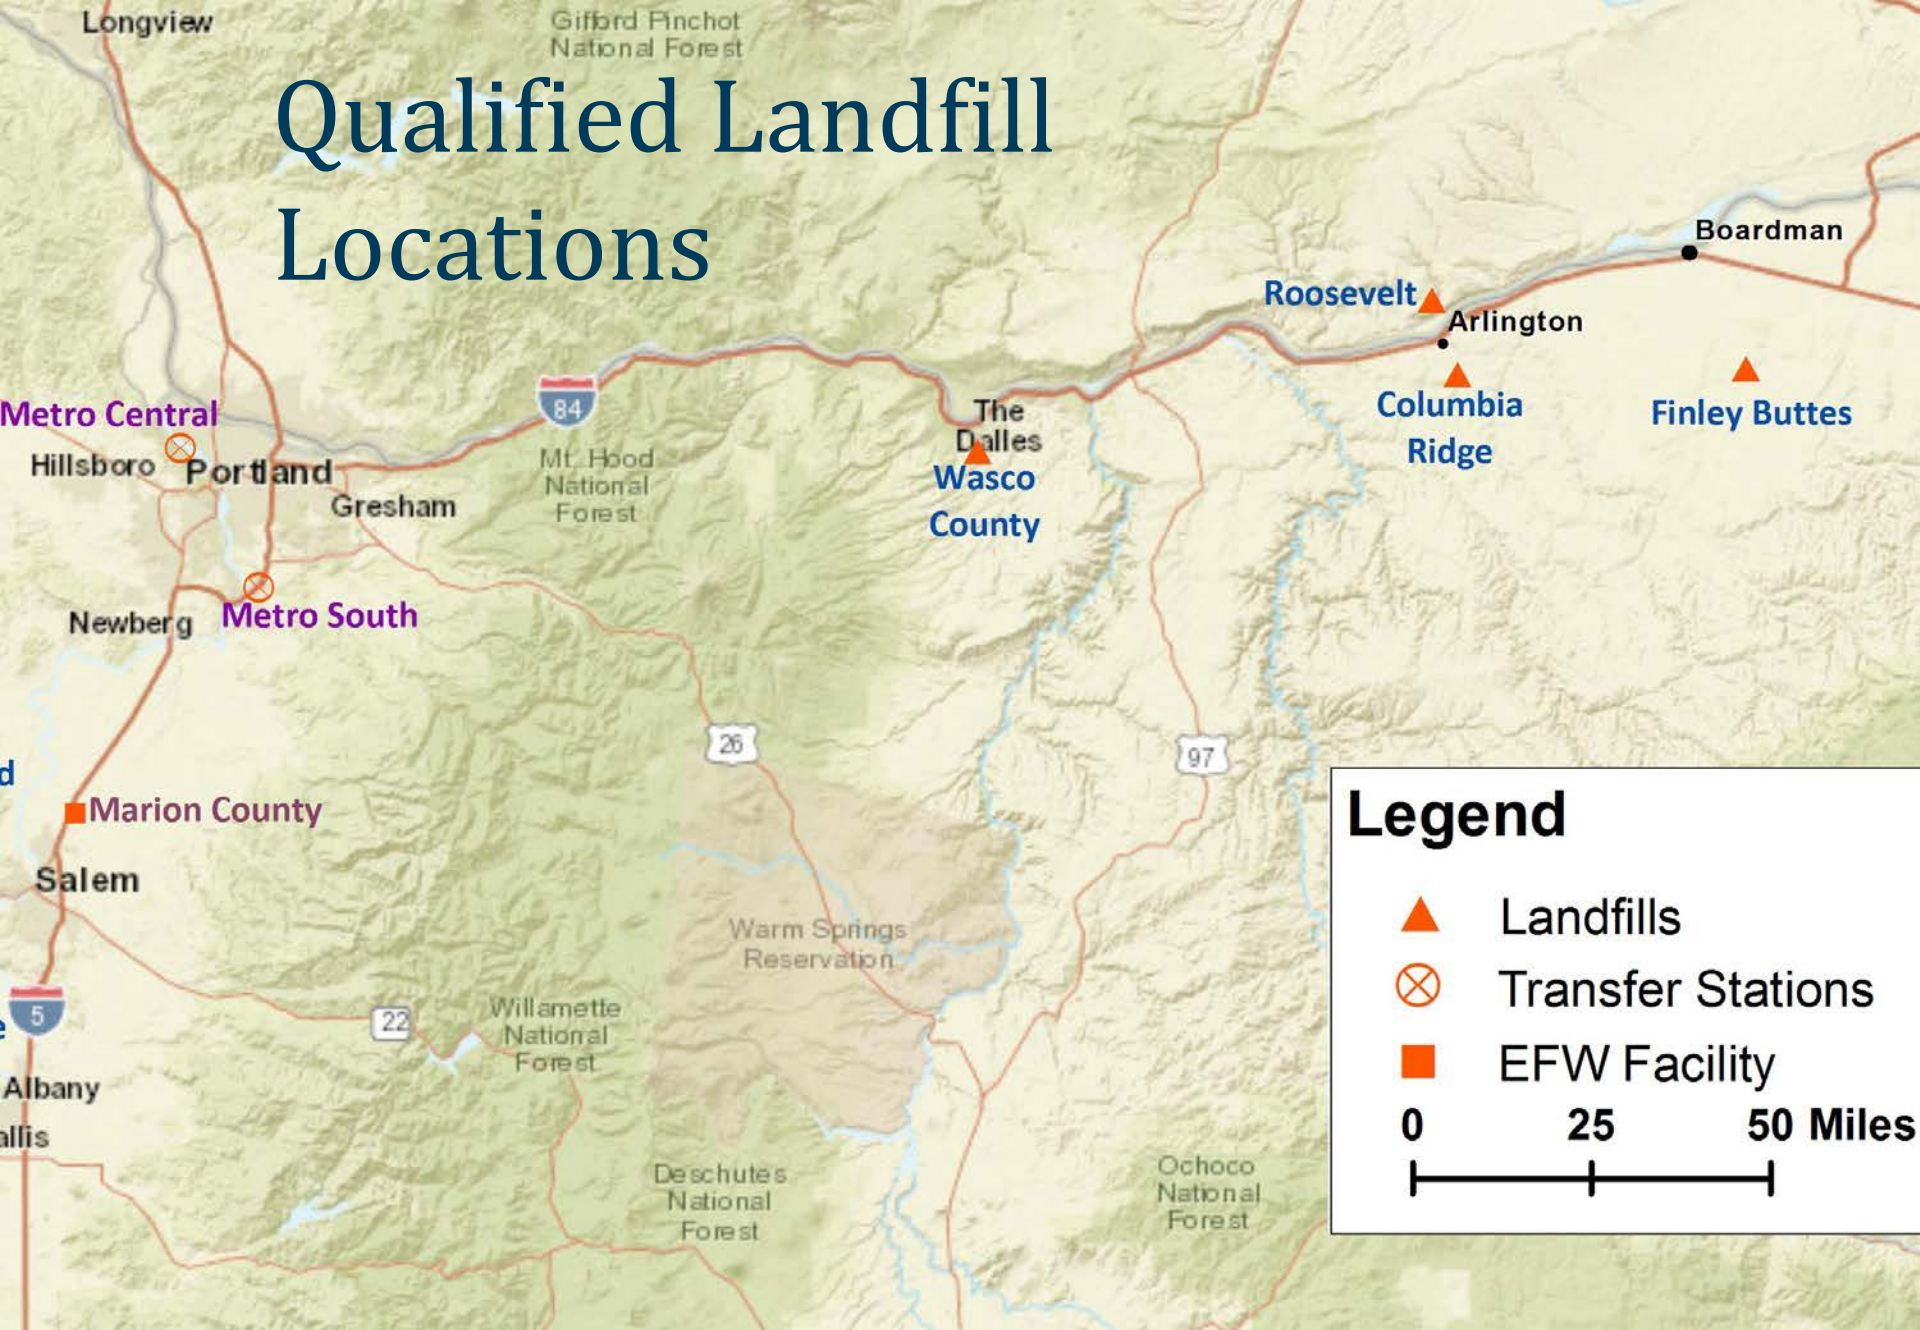 Longview
Gifford Pinchot
National Forest
Qualified Landfill
Locations
Boardman
Roosevelt
Arlington
84
Metro Central
The
Dalles
Columbia
Ridge
Finley Buttes
Hillsboro
Portland
Mt. Hood
National
Forest
Wasco
County
Gresham
Newberg
Metro South
26
97
d
Marion County
Salem
Warm Springs
Reservation
5
e
22
Willamette
National
Forest
Albany
allis
Deschutes
National
Forest
Ochoco
National
Forest
Legend
Landfills
Transfer Stations
EFW Facility
0 25 50 Miles